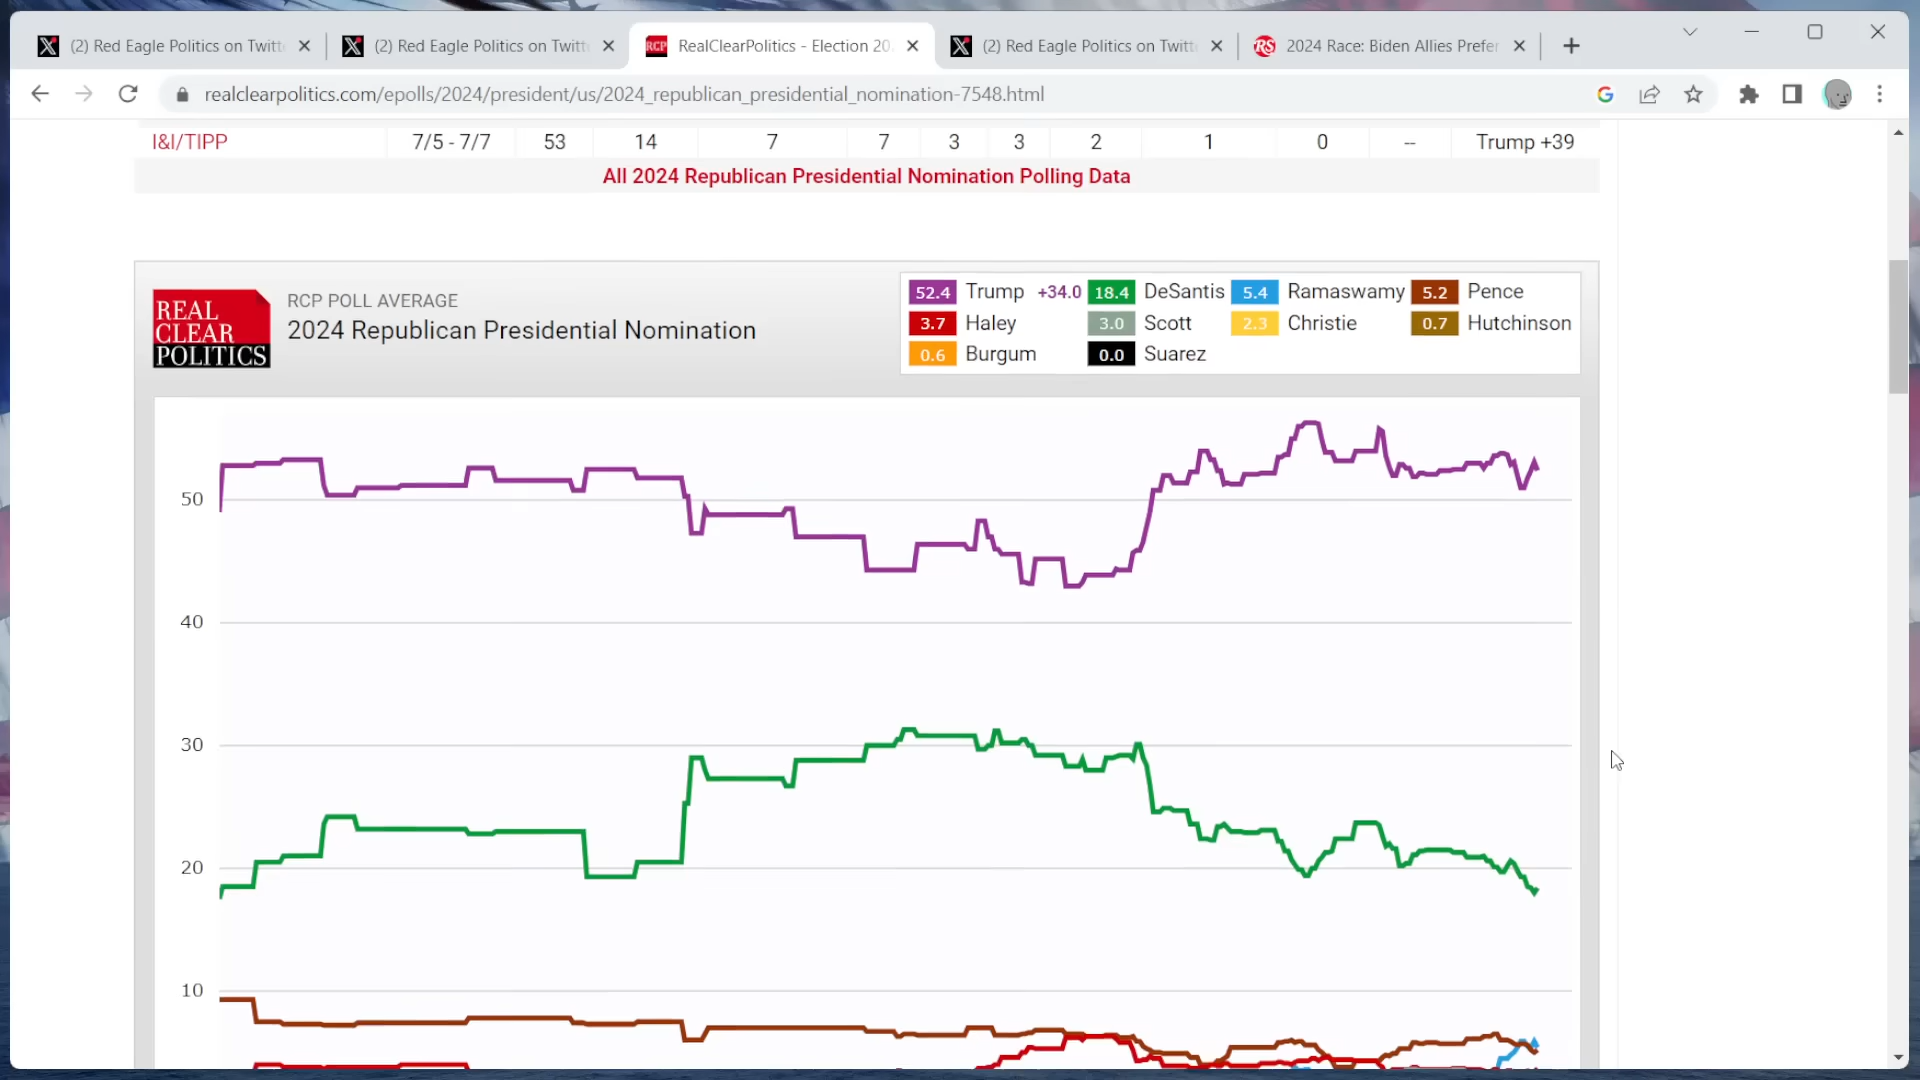 (2) Red Eagle Politics on Twitt
(2) Red Eagle Politics on Twitt
RCP
RealClearPolitics - Election 20
(2) Red Eagle Politics on Twitt
RS
2024 Race: Biden Allies Prefer
realclearpolitics.com/epolls/2024/president/us/2024_republican_presidential_nomination-7548.html
I&I/TIPP 7/5 - 7/7 53 14 7 7 3 3 2 1 0 -- Trump +39
All 2024 Republican Presidential Nomination Polling Data
REAL
CLEAR
POLITICS
RCP POLL AVERAGE
2024 Republican Presidential Nomination
52.4 Trump +34.0 18.4 DeSantis 5.4 Ramaswamy 5.2 Pence
3.7 Haley 3.0 Scott 2.3 Christie 0.7 Hutchinson
0.6 Burgum 0.0 Suarez
50
40
30
20
10